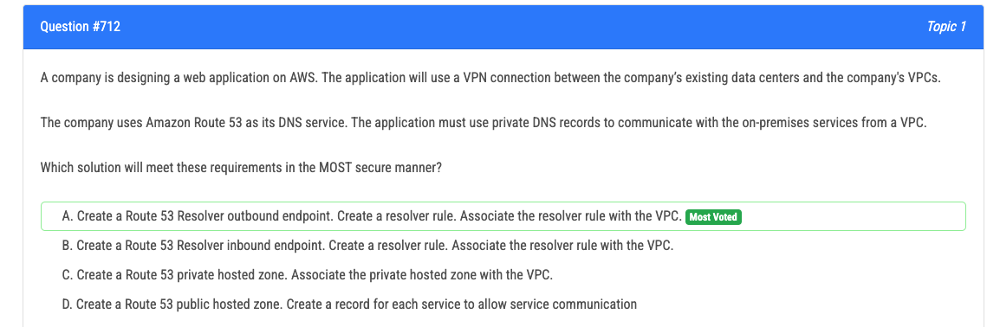 Question #712
Topic 1
A company is designing a web application on AWS. The application will use a VPN connection between the company’s existing data centers and the company's VPCs.
The company uses Amazon Route 53 as its DNS service. The application must use private DNS records to communicate with the on-premises services from a VPC.
Which solution will meet these requirements in the MOST secure manner?
A. Create a Route 53 Resolver outbound endpoint. Create a resolver rule. Associate the resolver rule with the VPC. Most Voted
B. Create a Route 53 Resolver inbound endpoint. Create a resolver rule. Associate the resolver rule with the VPC.
C. Create a Route 53 private hosted zone. Associate the private hosted zone with the VPC.
D. Create a Route 53 public hosted zone. Create a record for each service to allow service communication